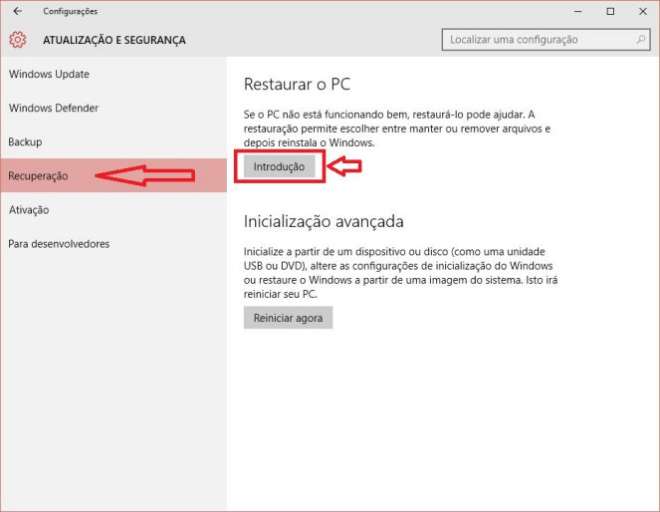 Configurações
ATUALIZAÇÃO E SEGURANÇA
Localizar uma configuração
Windows Update
Windows Defender
Backup
Recuperação
Ativação
Para desenvolvedores
Restaurar o PC
Se o PC não está funcionando bem, restaurá-lo pode ajudar. A
restauração permite escolher entre manter ou remover arquivos e
depois reinstala o Windows.
Introdução
Inicialização avançada
Inicialize a partir de um dispositivo ou disco (como uma unidade
USB ou DVD), altere as configurações de inicialização do Windows
ou restaure o Windows a partir de uma imagem do sistema. Isto irá
reiniciar seu PC.
Reiniciar agora